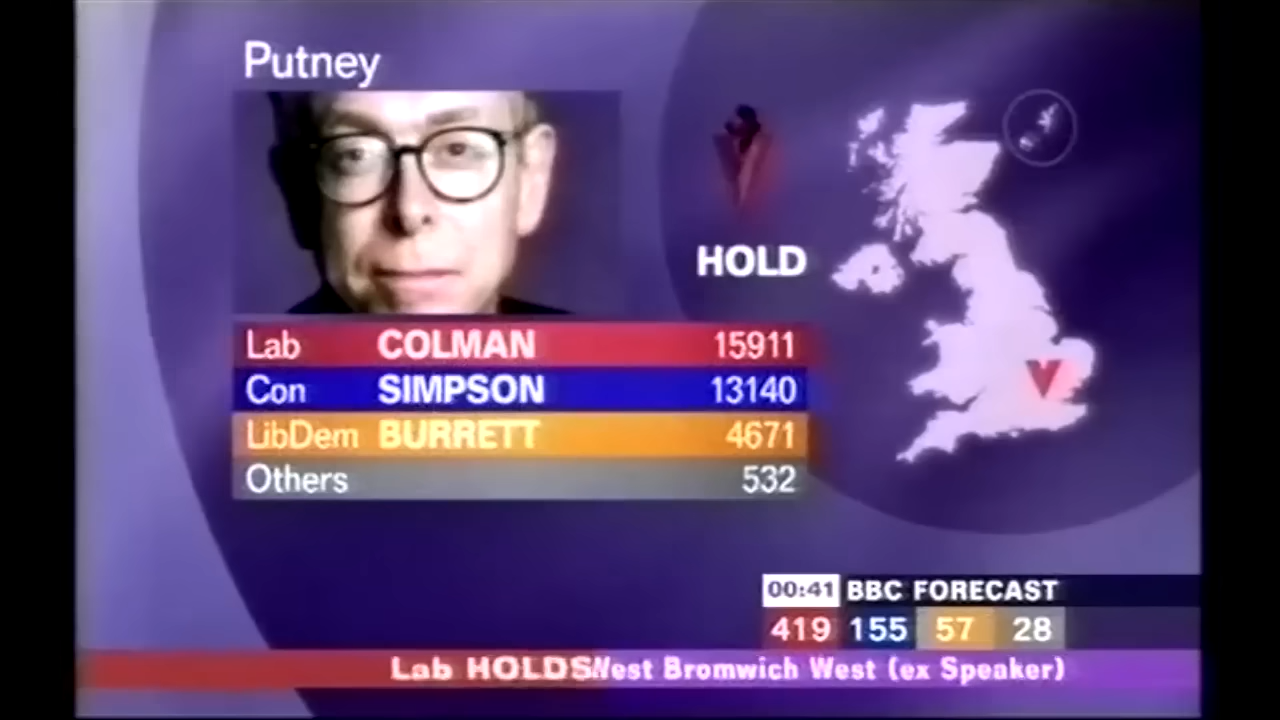 Putney
HOLD
Lab COLMAN 15911
Con SIMPSON 13140
LibDem BURRETT 4671
Others 532
00:41 BBC FORECAST
419 155 57 28
Lab HOLDS West Bromwich West (ex Speaker)